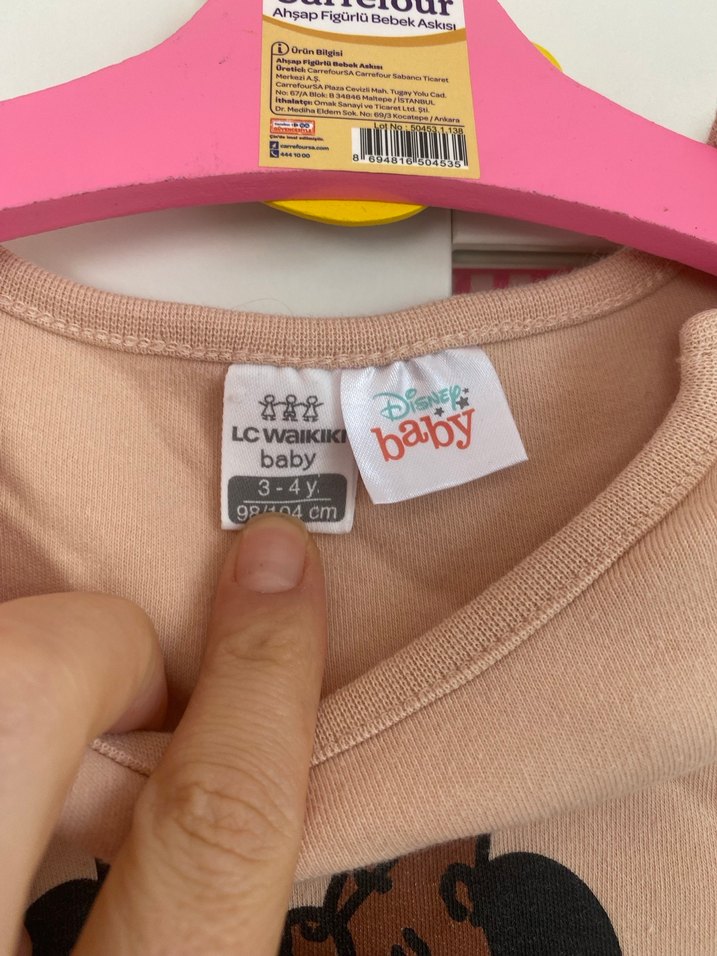 Carrefour
Ahşap Figürlü Bebek Askısı
i Ürün Bilgisi
Ahşap Figürlü Bebek Askısı
Üretici: CarrefourSA Carrefour Sabancı Ticaret
Merkezi A.Ş.
CarrefourSA Plaza Cevizli Mah. Tugay Yolu Cad.
No: 67/A Blok: B 34846 Maltepe / İSTANBUL
İthalatçı: Omak Sanayi ve Ticaret Ltd. Şti.
Dr. Mediha Eldem Sok. No: 69/3 Kocatepe / Ankara
Lot No : 50453.1.138
GÜVENCESİYLE
carrefoursa.com
444 10 00
8 694816 504535
LC WAIKIKI
baby
3 - 4 y.
98/104 cm
Disney
baby